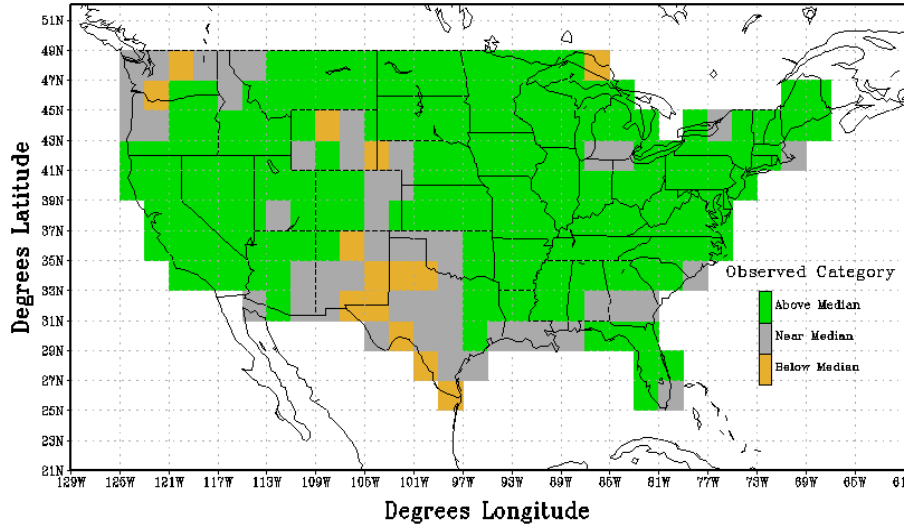 51N
49N
47N
45N
43N
41N
39N
37N
35N
33N
31N
29N
27N
25N
23N
21N
Degrees Latitude
Observed Category
Above Median
Near Median
Below Median
129W 125W 121W 117W 113W 109W 105W 101W 97W 93W 89W 85W 81W 77W 73W 69W 65W 61W
Degrees Longitude